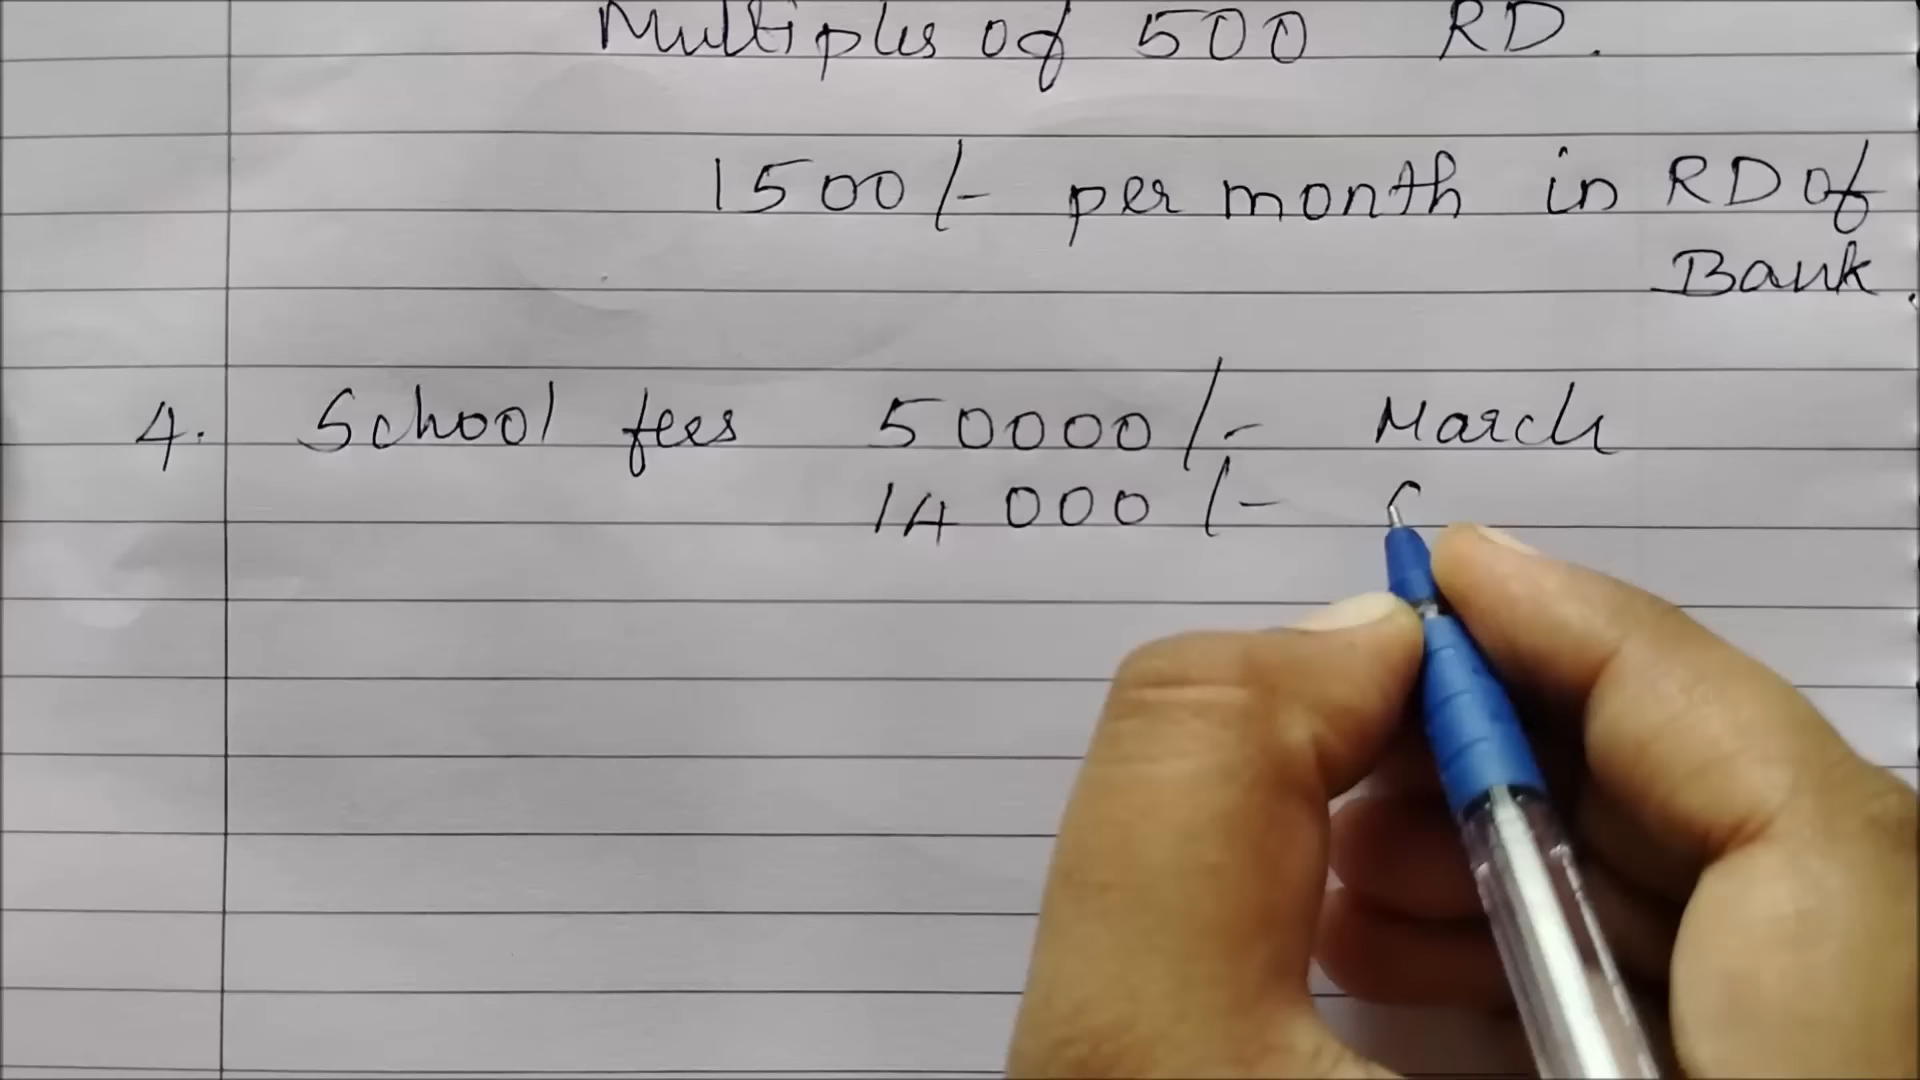 Multiples of 500 RD.
1500/- per month in RD of
Bank.
4. School fees 50000/- March
14000/-